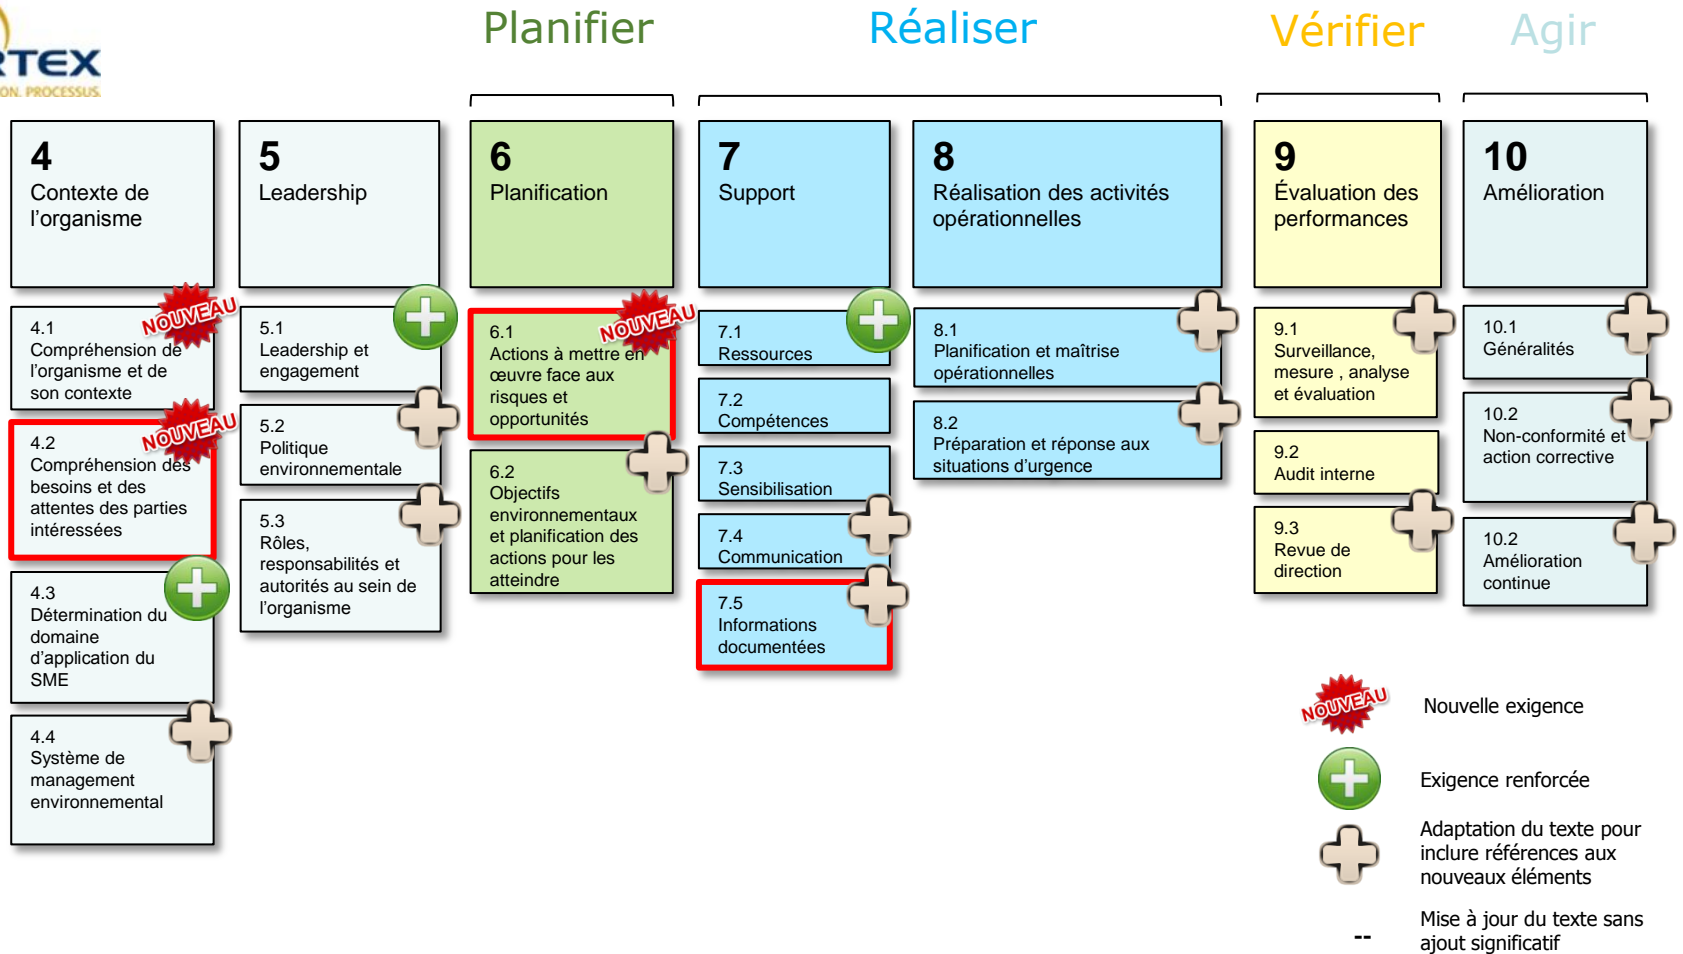 Planifier
Réaliser
Vérifier
Agir
RTEX
ON. PROCESSUS.
4
Contexte de
l'organisme
NOUVEAU
4.1
Compréhension de
l'organisme et de
son contexte
NOUVEAU
4.2
Compréhension des
besoins et des
attentes des parties
intéressées
4.3
Détermination du
domaine
d'application du
SME
4.4
Système de
management
environnemental
5
Leadership
5.1
Leadership et
engagement
5.2
Politique
environnementale
5.3
Rôles,
responsabilités et
autorités au sein de
l'organisme
6
Planification
NOUVEAU
6.1
Actions à mettre en
œuvre face aux
risques et
opportunités
6.2
Objectifs
environnementaux
et planification des
actions pour les
atteindre
7
Support
7.1
Ressources
7.2
Compétences
7.3
Sensibilisation
7.4
Communication
7.5
Informations
documentées
8
Réalisation des activités
opérationnelles
8.1
Planification et maîtrise
opérationnelles
8.2
Préparation et réponse aux
situations d'urgence
9
Évaluation des
performances
9.1
Surveillance,
mesure , analyse
et évaluation
9.2
Audit interne
9.3
Revue de
direction
10
Amélioration
10.1
Généralités
10.2
Non-conformité et
action corrective
10.2
Amélioration
continue
NOUVEAU
Nouvelle exigence
Exigence renforcée
Adaptation du texte pour
inclure références aux
nouveaux éléments
--
Mise à jour du texte sans
ajout significatif